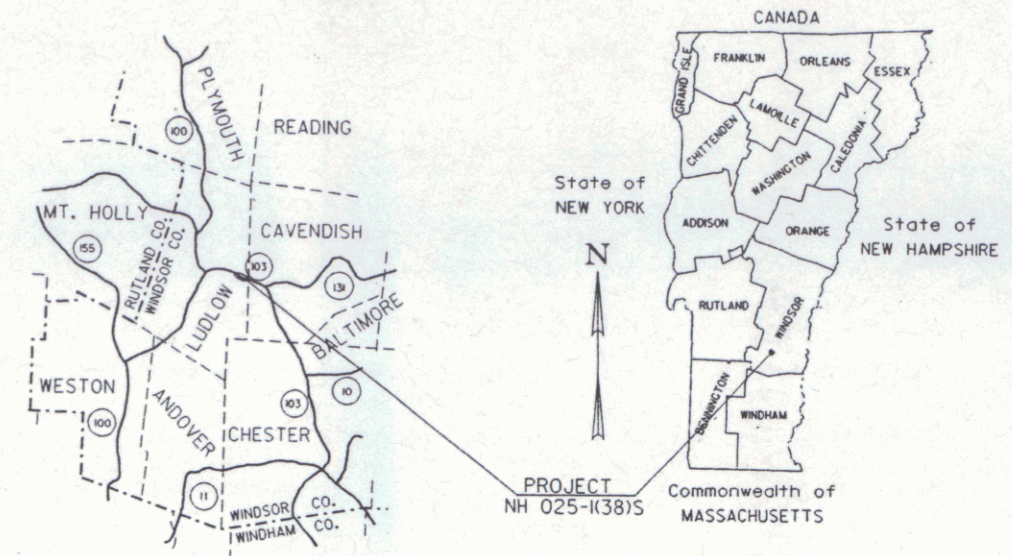 PLYMOUTH
100
READING
MT. HOLLY
155
RUTLAND CO.
WINDSOR CO.
CAVENDISH
103
131
LUDLOW
BALTIMORE
WESTON
100
ANDOVER
103
10
CHESTER
11
WINDSOR CO.
WINDHAM CO.
PROJECT
NH 025-1(38)S
N
CANADA
GRAND ISLE
FRANKLIN
ORLEANS
ESSEX
LAMOILLE
CHITTENDEN
CALEDONIA
WASHINGTON
State of
NEW YORK
ADDISON
ORANGE
State of
NEW HAMPSHIRE
RUTLAND
WINDSOR
BENNINGTON
WINDHAM
Commonwealth of
MASSACHUSETTS